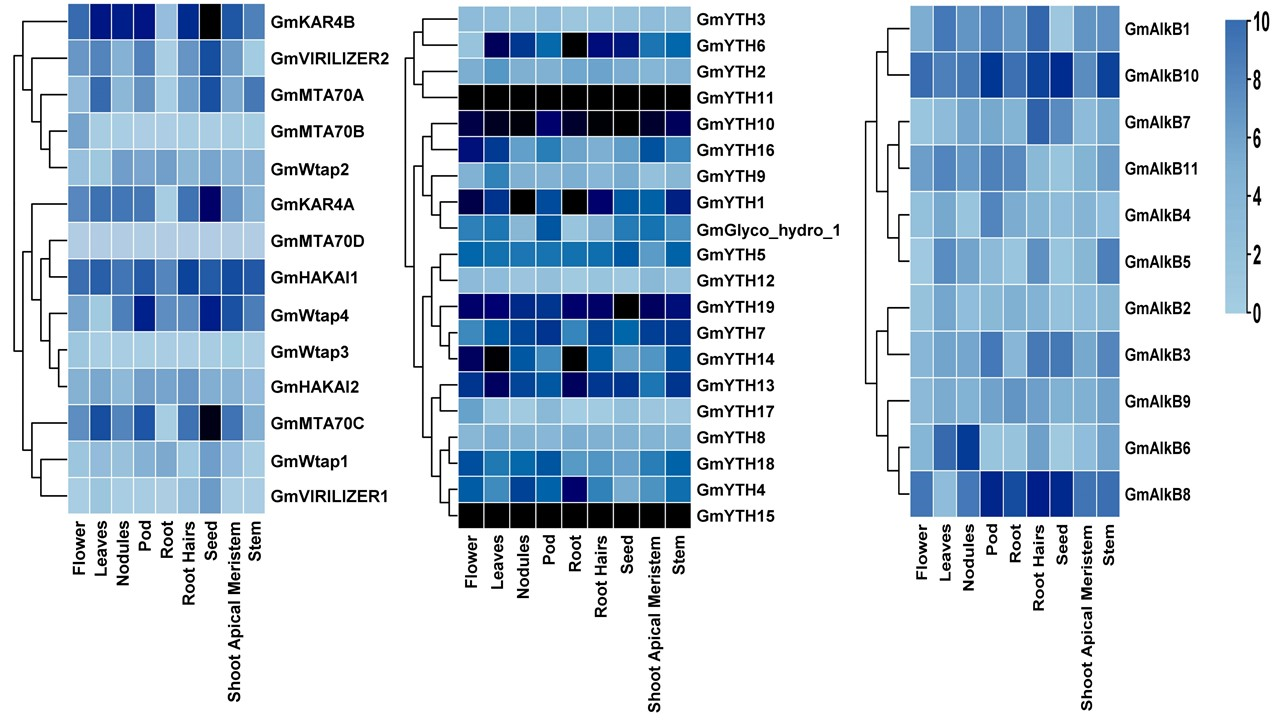 GmKAR4B
GmVIRILIZER2
GmMTA70A
GmMTA70B
GmWtap2
GmKAR4A
GmMTA70D
GmHAKAI1
GmWtap4
GmWtap3
GmHAKAI2
GmMTA70C
GmWtap1
GmVIRILIZER1
Flower
Leaves
Nodules
Pod
Root
Root Hairs
Seed
Shoot Apical Meristem
Stem
GmYTH3
GmYTH6
GmYTH2
GmYTH11
GmYTH10
GmYTH16
GmYTH9
GmYTH1
GmGlyco_hydro_1
GmYTH5
GmYTH12
GmYTH19
GmYTH7
GmYTH14
GmYTH13
GmYTH17
GmYTH8
GmYTH18
GmYTH4
GmYTH15
Flower
Leaves
Nodules
Pod
Root
Root Hairs
Seed
Shoot Apical Meristem
Stem
GmAlkB1
GmAlkB10
GmAlkB7
GmAlkB11
GmAlkB4
GmAlkB5
GmAlkB2
GmAlkB3
GmAlkB9
GmAlkB6
GmAlkB8
Flower
Leaves
Nodules
Pod
Root
Root Hairs
Seed
Shoot Apical Meristem
Stem
10
8
6
4
2
0